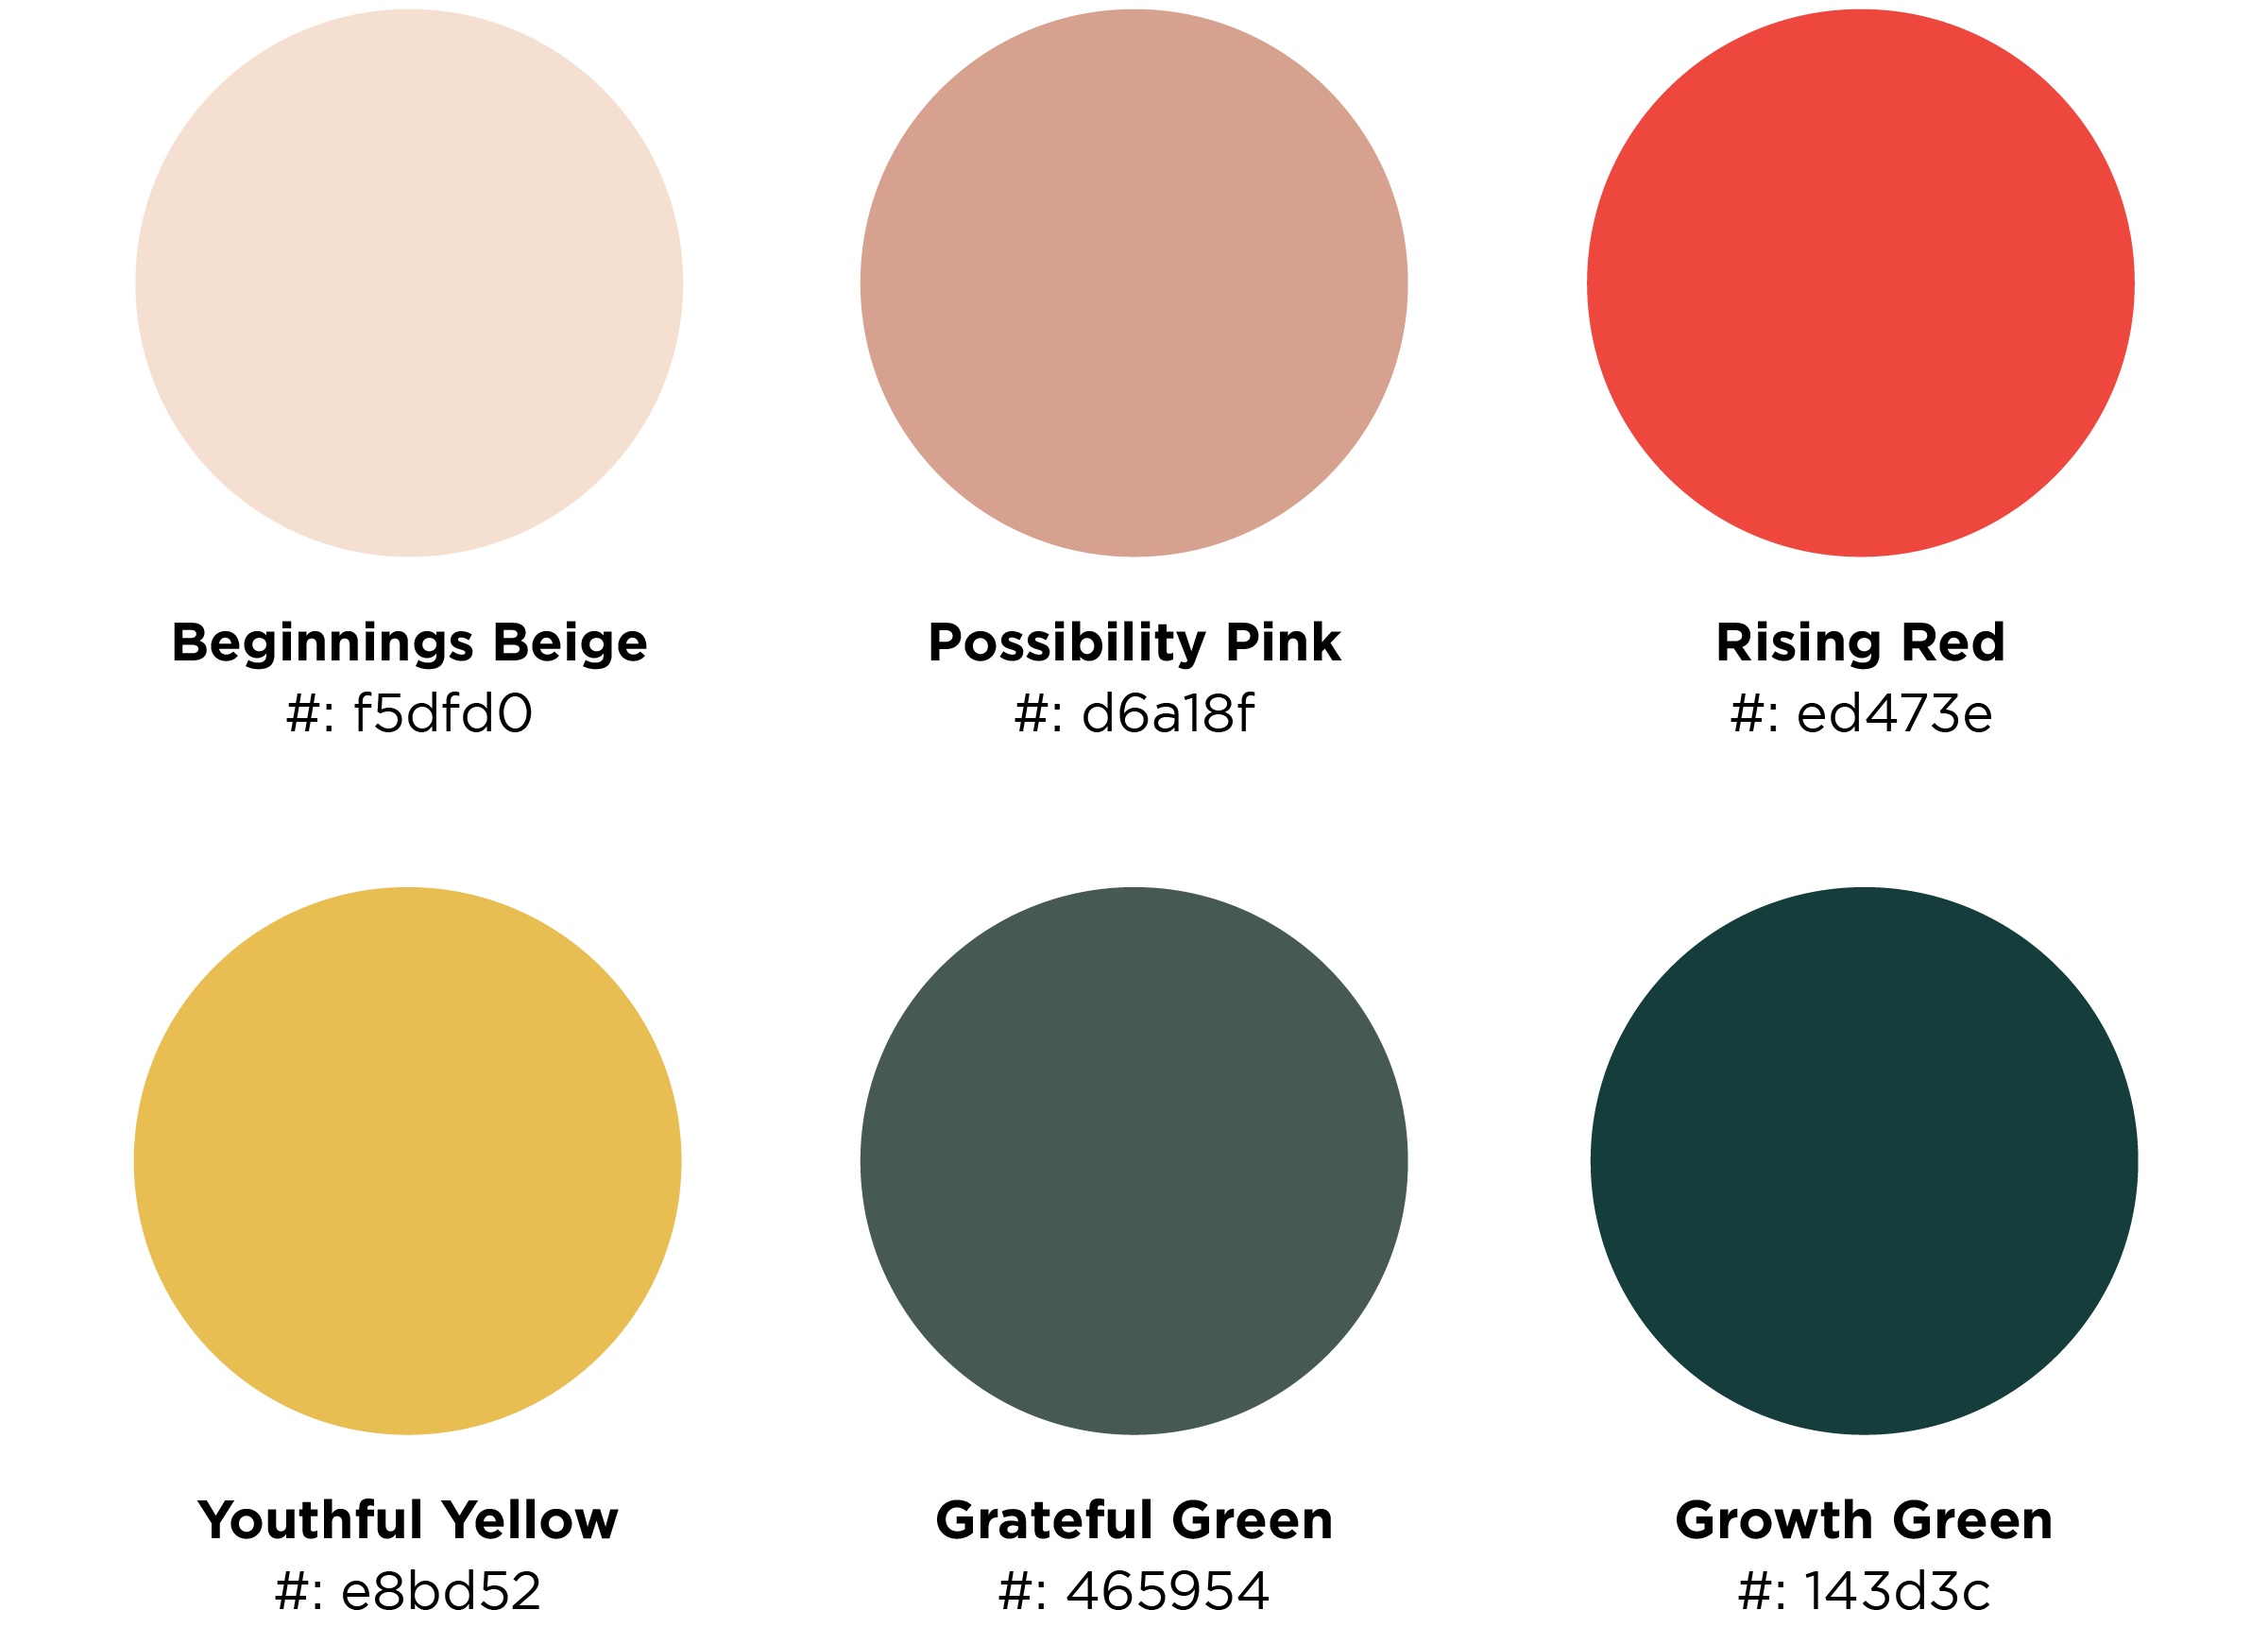 Beginnings Beige
#: f5dfd0
Possibility Pink
#: d6a18f
Rising Red
#: ed473e
Youthful Yellow
#: e8bd52
Grateful Green
#: 465954
Growth Green
#: 143d3c